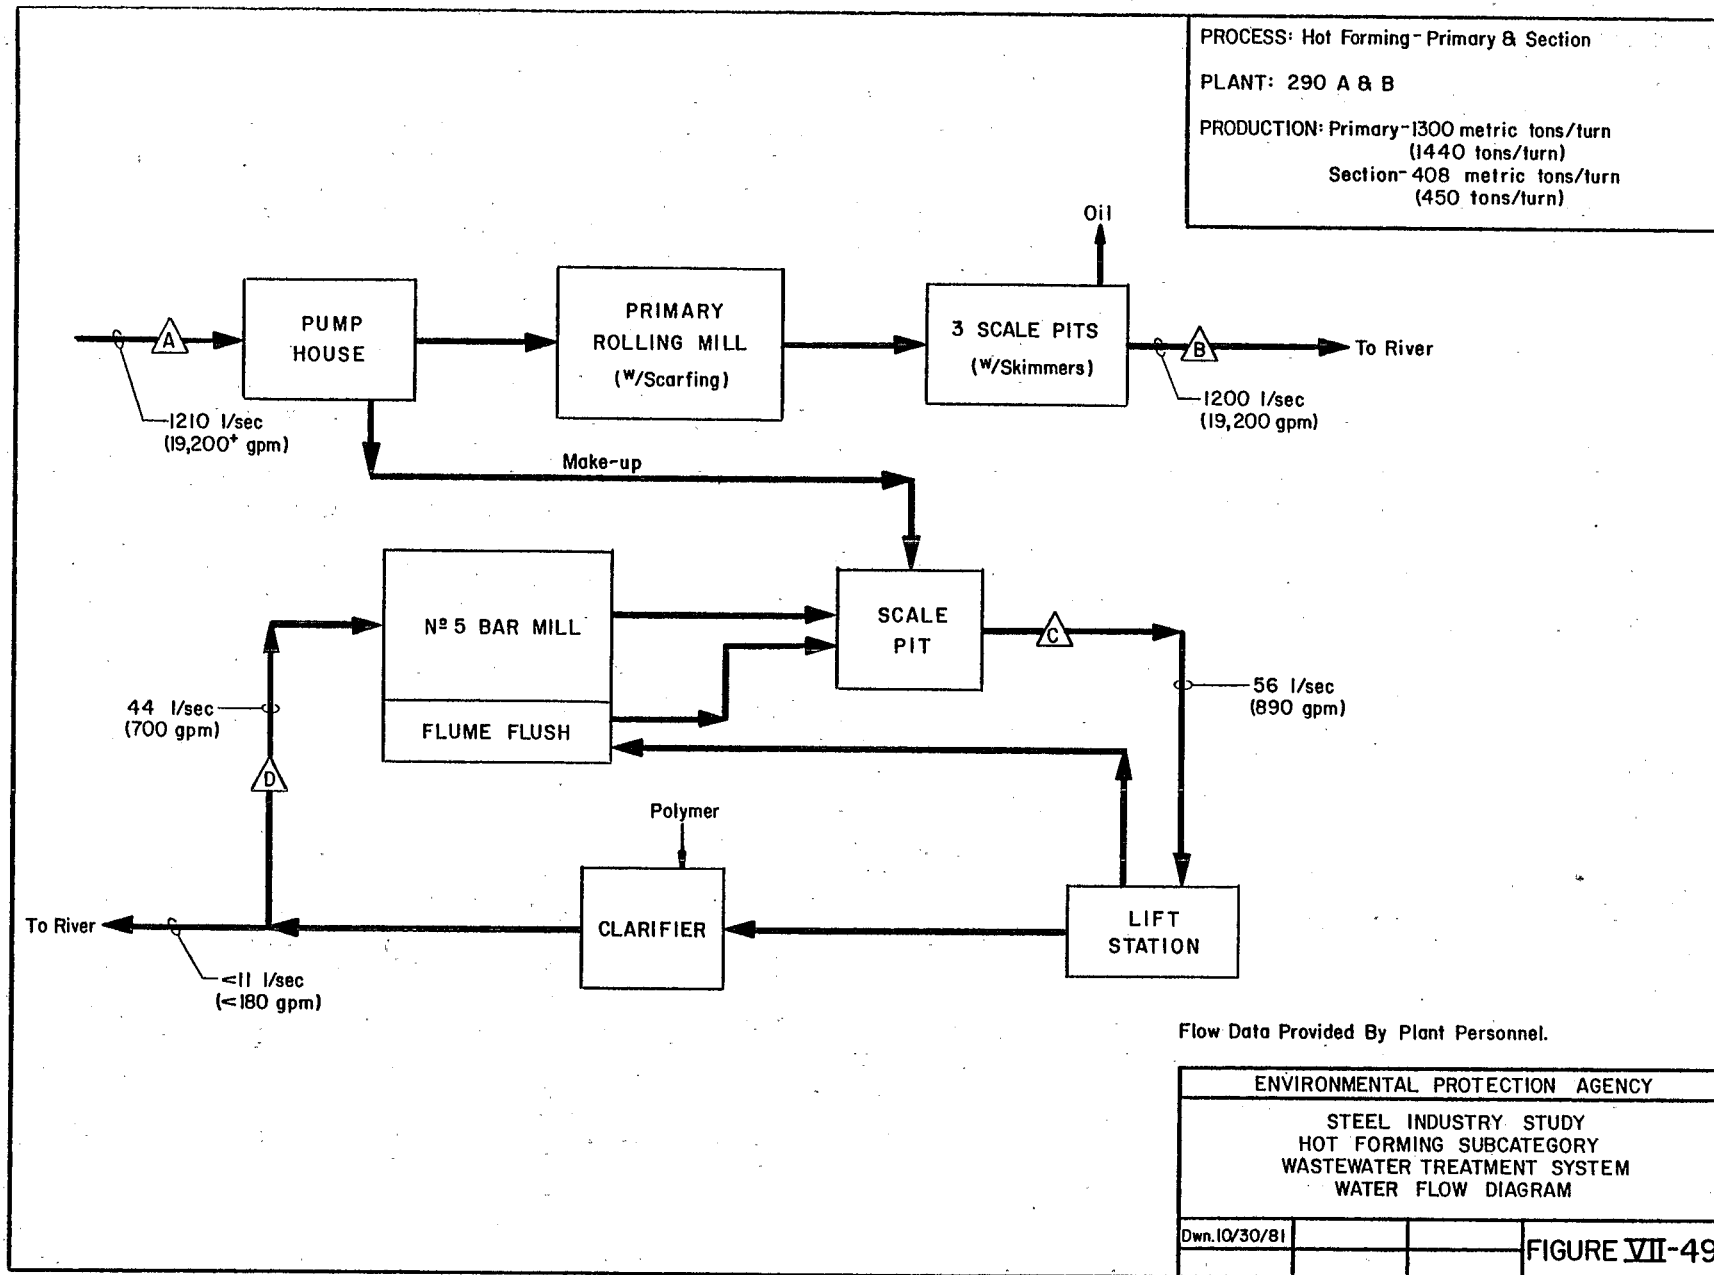 PROCESS: Hot Forming-Primary & Section
PLANT: 290 A & B
PRODUCTION: Primary-1300 metric tons/turn
(1440 tons/turn)
Section-408 metric tons/turn
(450 tons/turn)
Oil
PUMP
HOUSE
PRIMARY
ROLLING MILL
(W/Scarfing)
3 SCALE PITS
(W/Skimmers)
A
B
To River
1210 l/sec
(19,200+ gpm)
1200 l/sec
(19,200 gpm)
Make-up
Nº 5 BAR MILL
FLUME FLUSH
SCALE
PIT
C
56 l/sec
(890 gpm)
44 l/sec
(700 gpm)
D
Polymer
To River
CLARIFIER
LIFT
STATION
≤11 l/sec
(≤180 gpm)
Flow Data Provided By Plant Personnel.
ENVIRONMENTAL PROTECTION AGENCY
STEEL INDUSTRY STUDY
HOT FORMING SUBCATEGORY
WASTEWATER TREATMENT SYSTEM
WATER FLOW DIAGRAM
Dwn.10/30/81
FIGURE VII-49